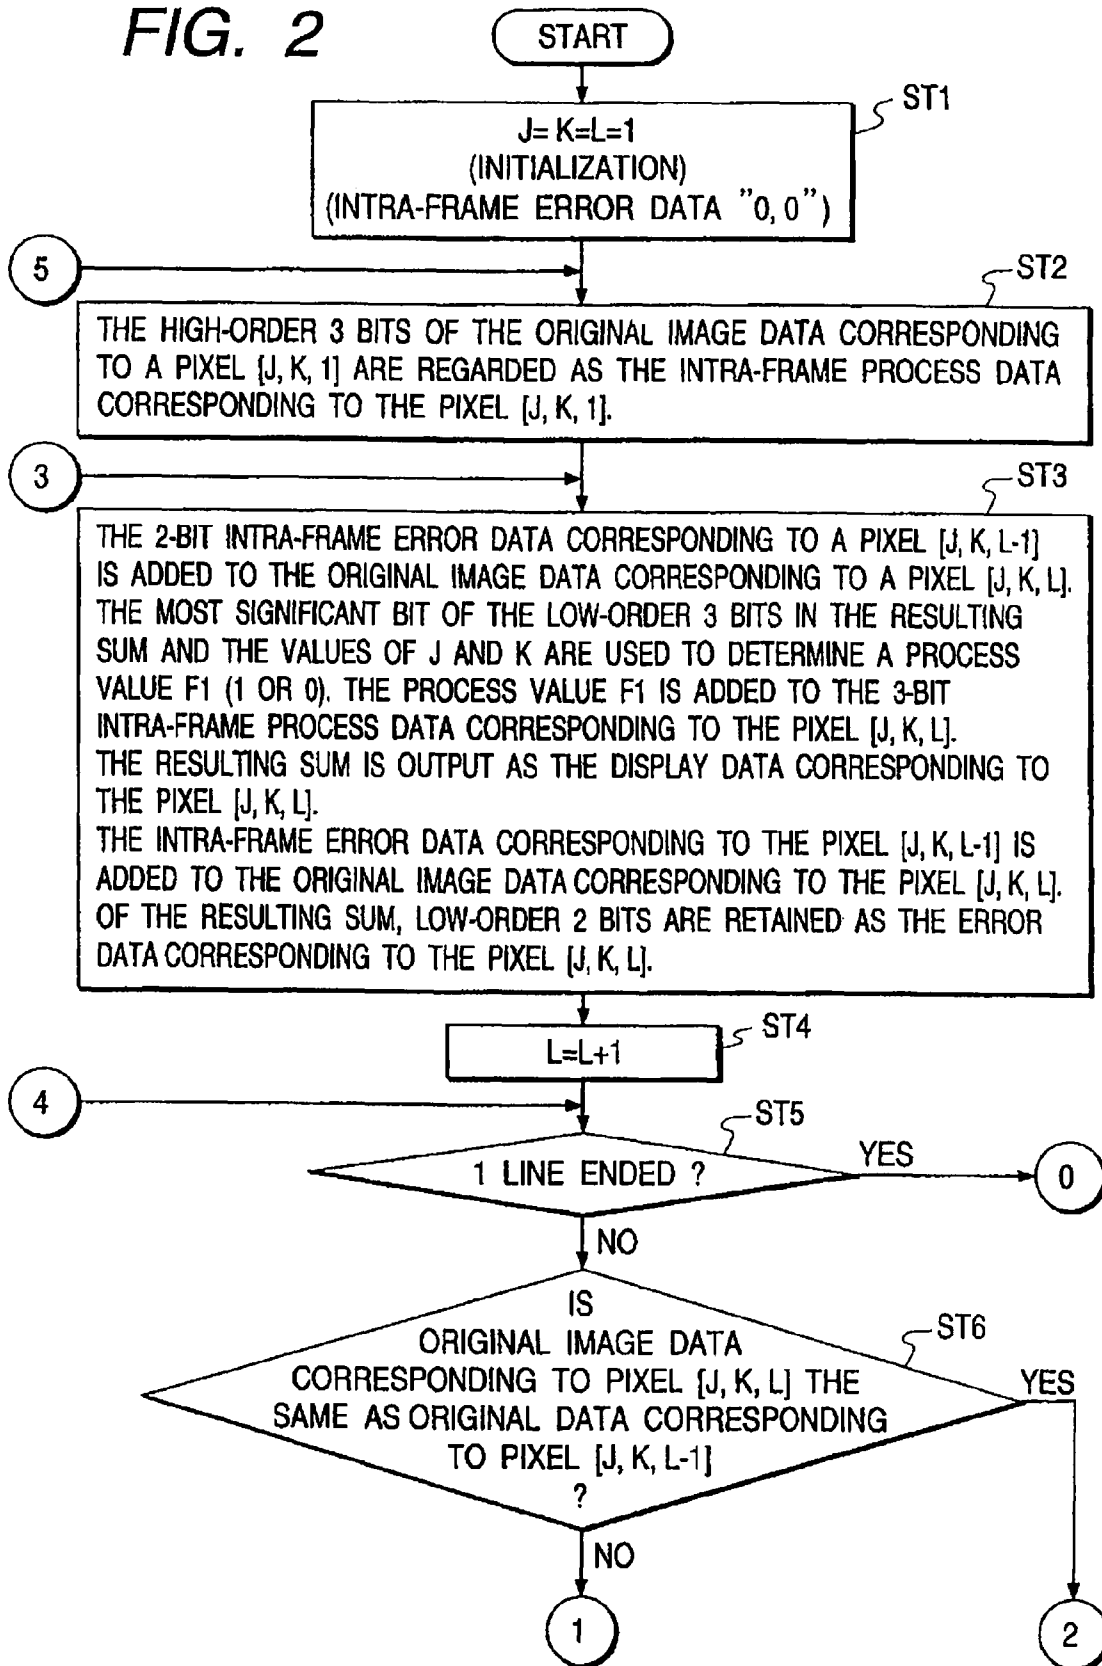 FIG. 2
START
ST1
J= K=L=1
(INITIALIZATION)
(INTRA-FRAME ERROR DATA "0, 0")
5
ST2
THE HIGH-ORDER 3 BITS OF THE ORIGINAL IMAGE DATA CORRESPONDING
TO A PIXEL [J, K, 1] ARE REGARDED AS THE INTRA-FRAME PROCESS DATA
CORRESPONDING TO THE PIXEL [J, K, 1].
3
ST3
THE 2-BIT INTRA-FRAME ERROR DATA CORRESPONDING TO A PIXEL [J, K, L-1]
IS ADDED TO THE ORIGINAL IMAGE DATA CORRESPONDING TO A PIXEL [J, K, L].
THE MOST SIGNIFICANT BIT OF THE LOW-ORDER 3 BITS IN THE RESULTING
SUM AND THE VALUES OF J AND K ARE USED TO DETERMINE A PROCESS
VALUE F1 (1 OR 0). THE PROCESS VALUE F1 IS ADDED TO THE 3-BIT
INTRA-FRAME PROCESS DATA CORRESPONDING TO THE PIXEL [J, K, L].
THE RESULTING SUM IS OUTPUT AS THE DISPLAY DATA CORRESPONDING TO
THE PIXEL [J, K, L].
THE INTRA-FRAME ERROR DATA CORRESPONDING TO THE PIXEL [J, K, L-1] IS
ADDED TO THE ORIGINAL IMAGE DATA CORRESPONDING TO THE PIXEL [J, K, L].
OF THE RESULTING SUM, LOW-ORDER 2 BITS ARE RETAINED AS THE ERROR
DATA CORRESPONDING TO THE PIXEL [J, K, L].
ST4
L=L+1
4
ST5
1 LINE ENDED ?
YES
0
NO
ST6
IS
ORIGINAL IMAGE DATA
CORRESPONDING TO PIXEL [J, K, L] THE
SAME AS ORIGINAL DATA CORRESPONDING
TO PIXEL [J, K, L-1]
?
YES
NO
1
2